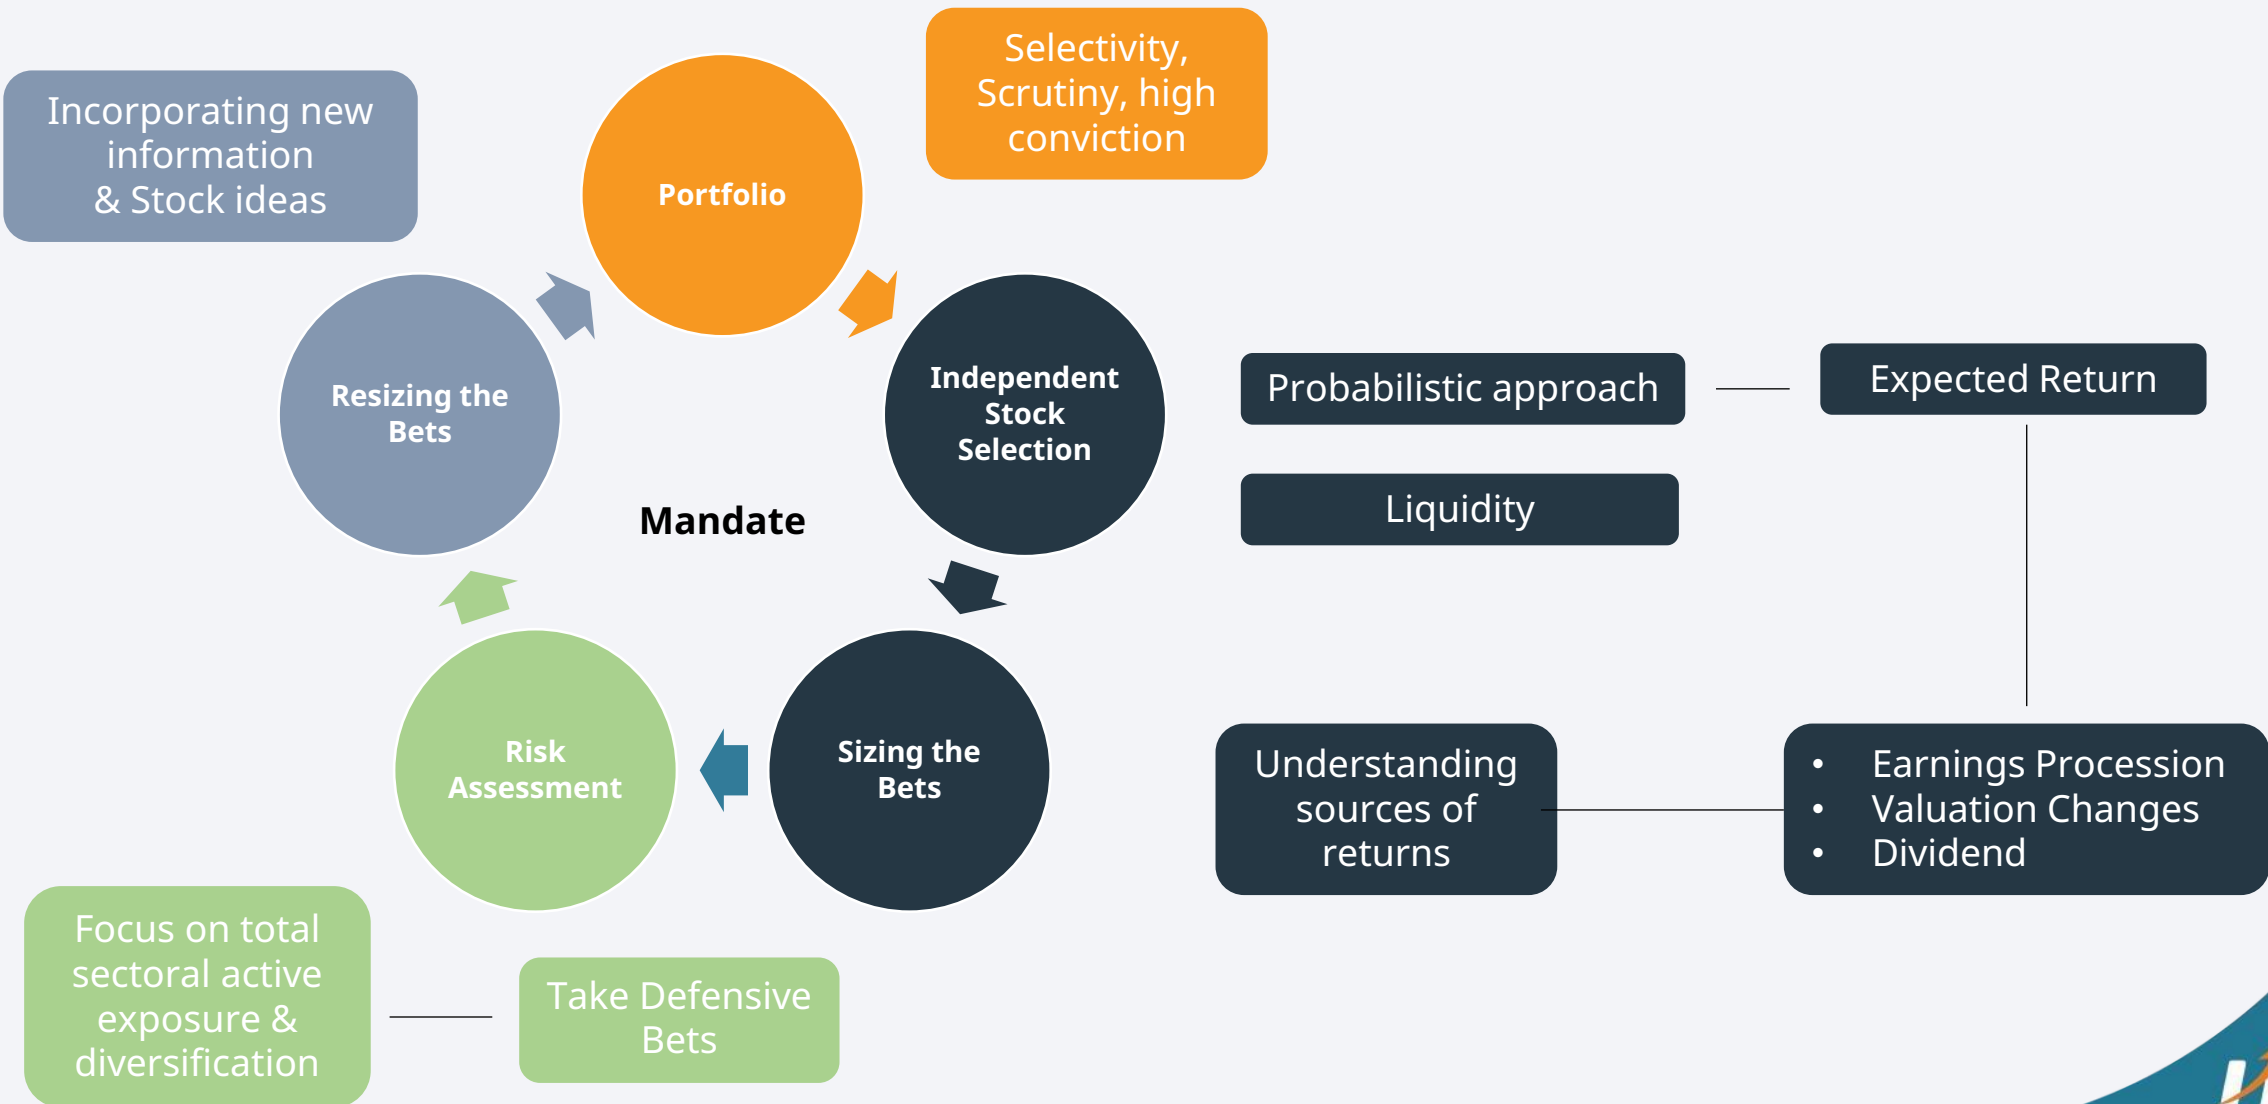 Selectivity,
Scrutiny, high
conviction
Incorporating new
information
& Stock ideas
Portfolio
Independent
Stock
Selection
Resizing the
Bets
Mandate
Probabilistic approach
Expected Return
Liquidity
Risk
Assessment
Sizing the
Bets
Understanding
sources of
returns
• Earnings Procession
• Valuation Changes
• Dividend
Focus on total
sectoral active
exposure &
diversification
Take Defensive
Bets